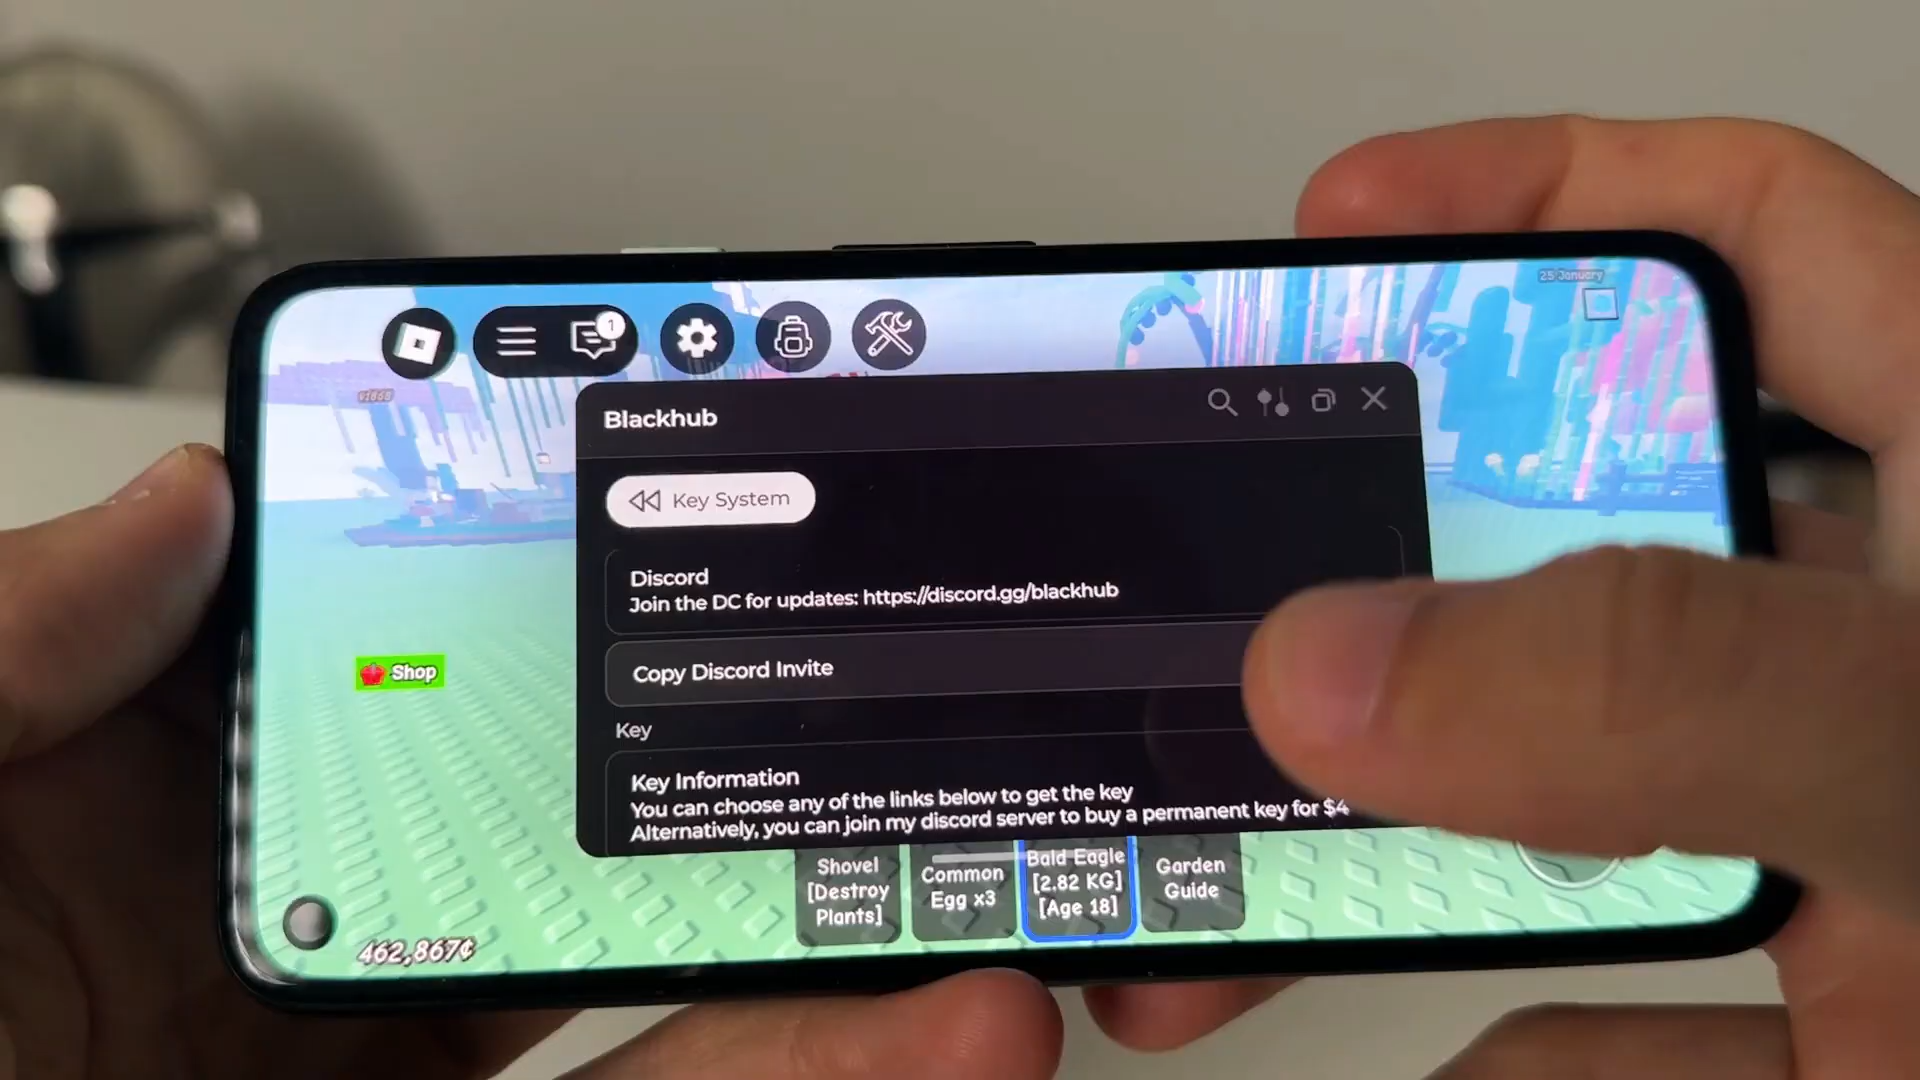 25 January
1
v1868
Blackhub
Key System
Discord
Join the DC for updates: https://discord.gg/blackhub
Shop
Copy Discord Invite
Key
Key Information
You can choose any of the links below to get the key
Alternatively, you can join my discord server to buy a permanent key for $4
Shovel
[Destroy
Plants]
Common
Egg x3
Bald Eagle
[2.82 KG]
[Age 18]
Garden
Guide
462,867¢